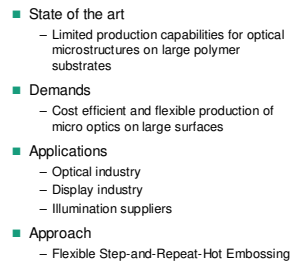 State of the art
– Limited production capabilities for optical
microstructures on large polymer
substrates
Demands
– Cost efficient and flexible production of
micro optics on large surfaces
Applications
– Optical industry
– Display industry
– Illumination suppliers
Approach
– Flexible Step-and-Repeat-Hot Embossing